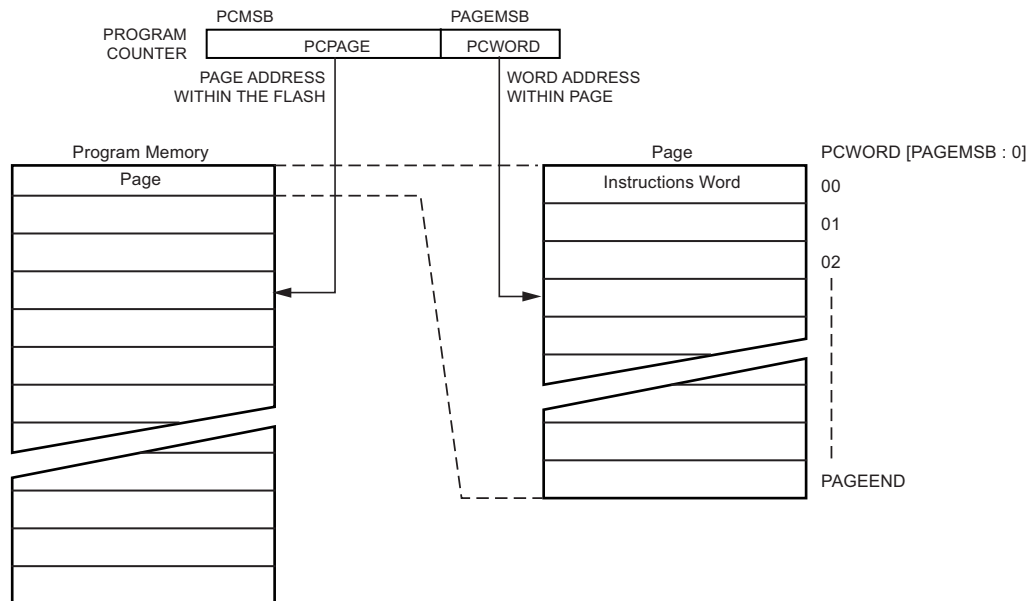 PCMSB
PAGEMSB
PROGRAM
COUNTER
PCPAGE
PCWORD
PAGE ADDRESS
WITHIN THE FLASH
WORD ADDRESS
WITHIN PAGE
Program Memory
Page
Page
PCWORD [PAGEMSB : 0]
Instructions Word
00
01
02
PAGEEND